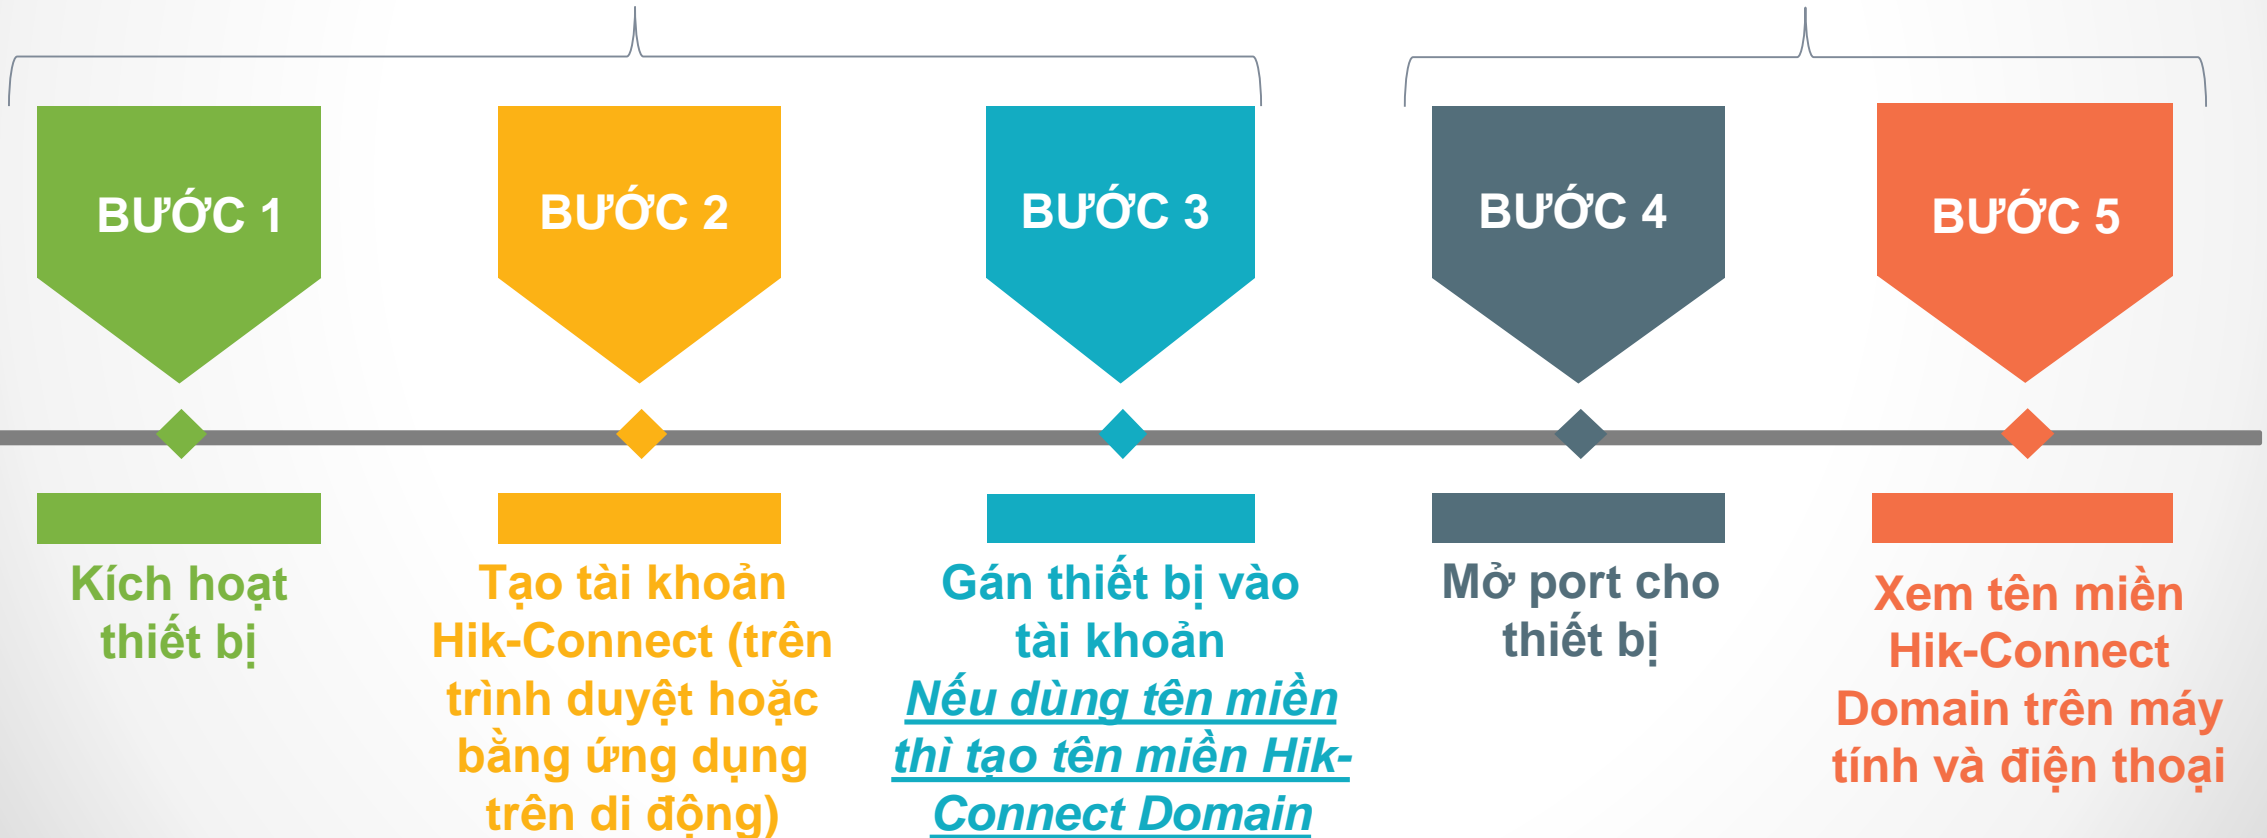 BƯỚC 1
BƯỚC 2
BƯỚC 3
BƯỚC 4
BƯỚC 5
Kích hoạt
thiết bị
Tạo tài khoản
Hik-Connect (trên
trình duyệt hoặc
bằng ứng dụng
trên di động)
Gán thiết bị vào
tài khoản
Nếu dùng tên miền
thì tạo tên miền Hik-
Connect Domain
Mở port cho
thiết bị
Xem tên miền
Hik-Connect
Domain trên máy
tính và điện thoại